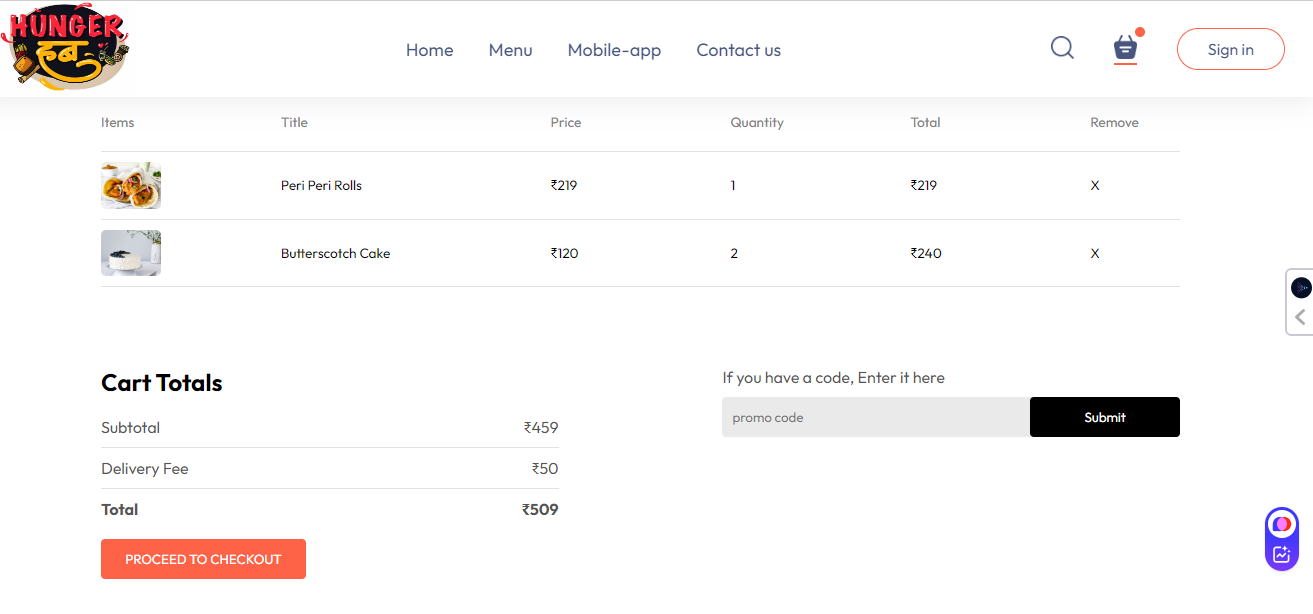 HUNGER
हब
Home Menu Mobile-app Contact us Sign in
Items Title Price Quantity Total Remove
Peri Peri Rolls ₹219 1 ₹219 X
Butterscotch Cake ₹120 2 ₹240 X
Cart Totals
If you have a code, Enter it here
promo code Submit
Subtotal ₹459
Delivery Fee ₹50
Total ₹509
PROCEED TO CHECKOUT